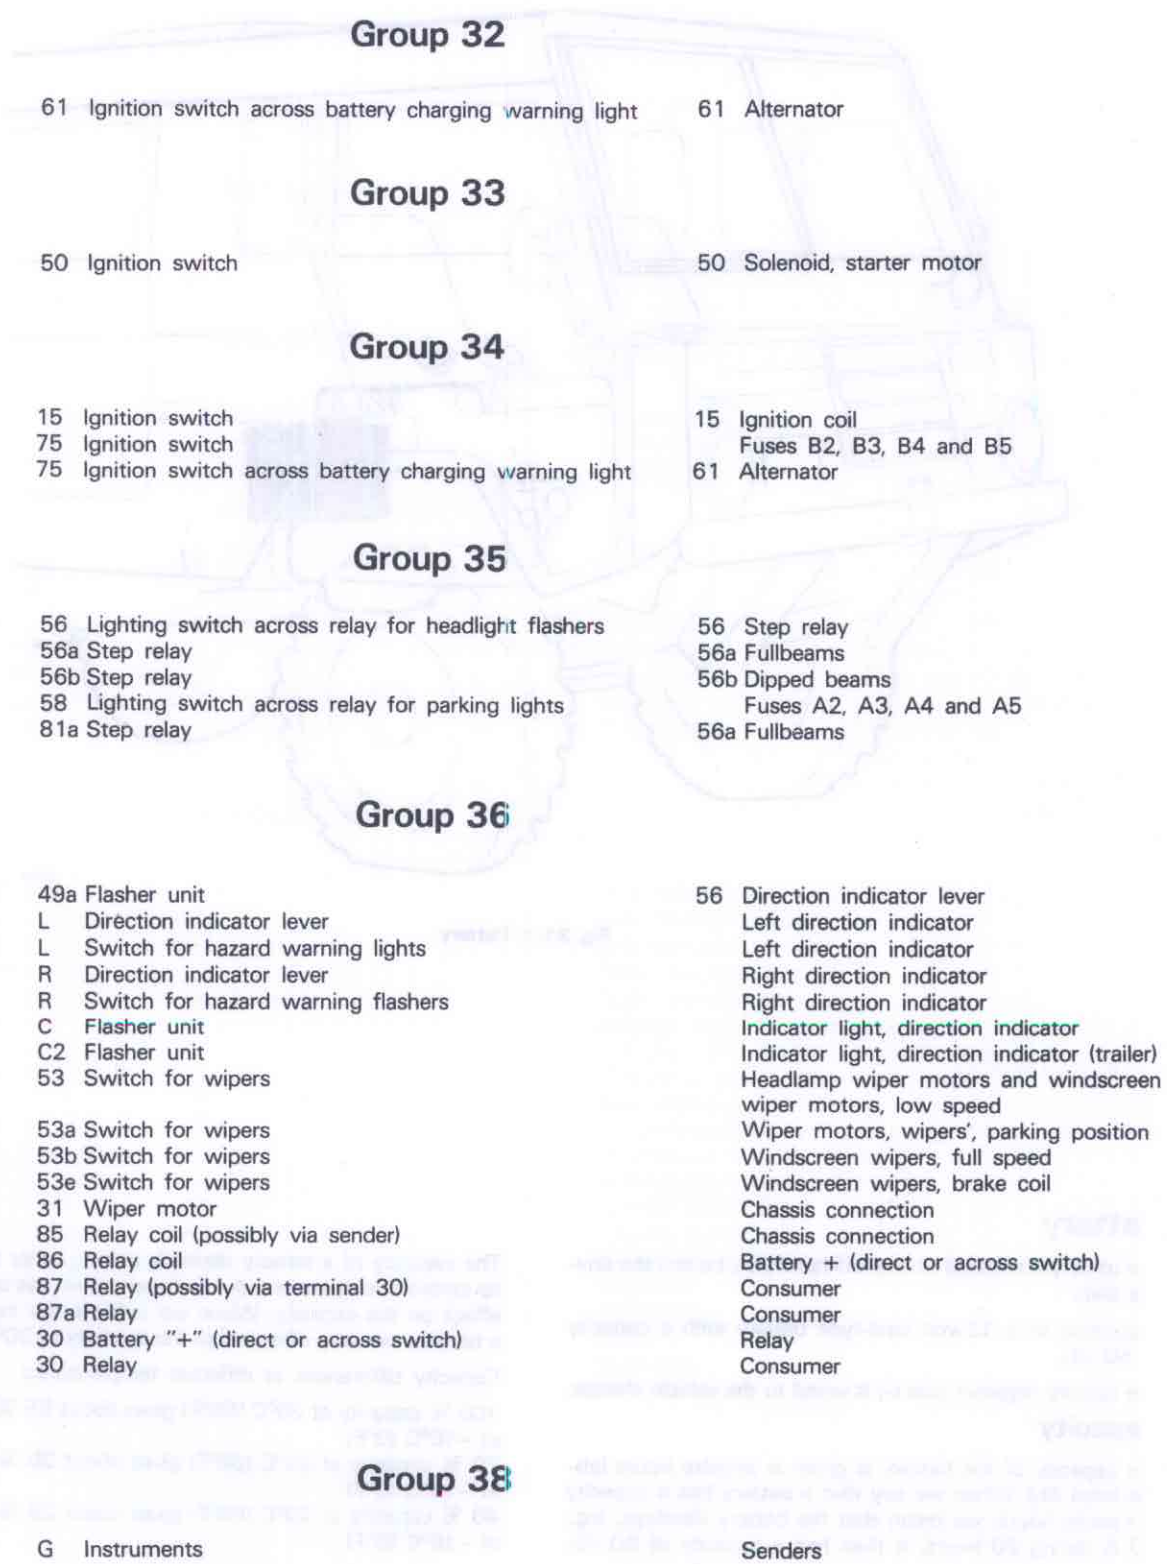 Group 32
61 Ignition switch across battery charging warning light 61 Alternator
Group 33
50 Ignition switch 50 Solenoid, starter motor
Group 34
15 Ignition switch 15 Ignition coil
75 Ignition switch Fuses B2, B3, B4 and B5
75 Ignition switch across battery charging warning light 61 Alternator
Group 35
56 Lighting switch across relay for headlight flashers 56 Step relay
56a Step relay 56a Fullbeams
56b Step relay 56b Dipped beams
58 Lighting switch across relay for parking lights Fuses A2, A3, A4 and A5
81a Step relay 56a Fullbeams
Group 36
49a Flasher unit 56 Direction indicator lever
L Direction indicator lever Left direction indicator
L Switch for hazard warning lights Left direction indicator
R Direction indicator lever Right direction indicator
R Switch for hazard warning flashers Right direction indicator
C Flasher unit Indicator light, direction indicator
C2 Flasher unit Indicator light, direction indicator (trailer)
53 Switch for wipers Headlamp wiper motors and windscreen
wiper motors, low speed
53a Switch for wipers Wiper motors, wipers', parking position
53b Switch for wipers Windscreen wipers, full speed
53e Switch for wipers Windscreen wipers, brake coil
31 Wiper motor Chassis connection
85 Relay coil (possibly via sender) Chassis connection
86 Relay coil Battery + (direct or across switch)
87 Relay (possibly via terminal 30) Consumer
87a Relay Consumer
30 Battery "+" (direct or across switch) Relay
30 Relay Consumer
Group 38
G Instruments Senders